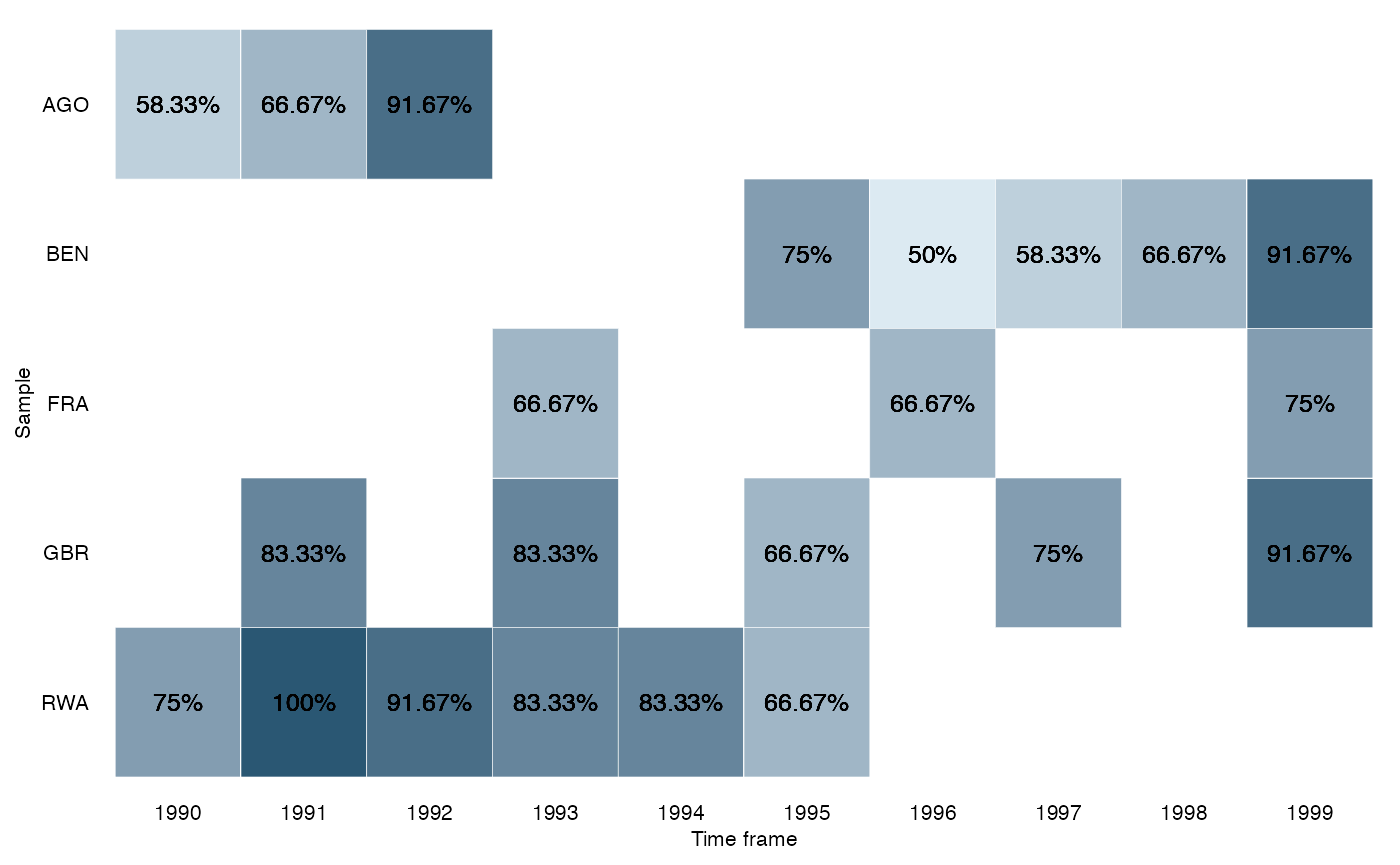 AGO 58.33% 66.67% 91.67%
BEN 75% 50% 58.33% 66.67% 91.67%
Sample
FRA 66.67% 66.67% 75%
GBR 83.33% 83.33% 66.67% 75% 91.67%
RWA 75% 100% 91.67% 83.33% 83.33% 66.67%
1990 1991 1992 1993 1994 1995 1996 1997 1998 1999
Time frame